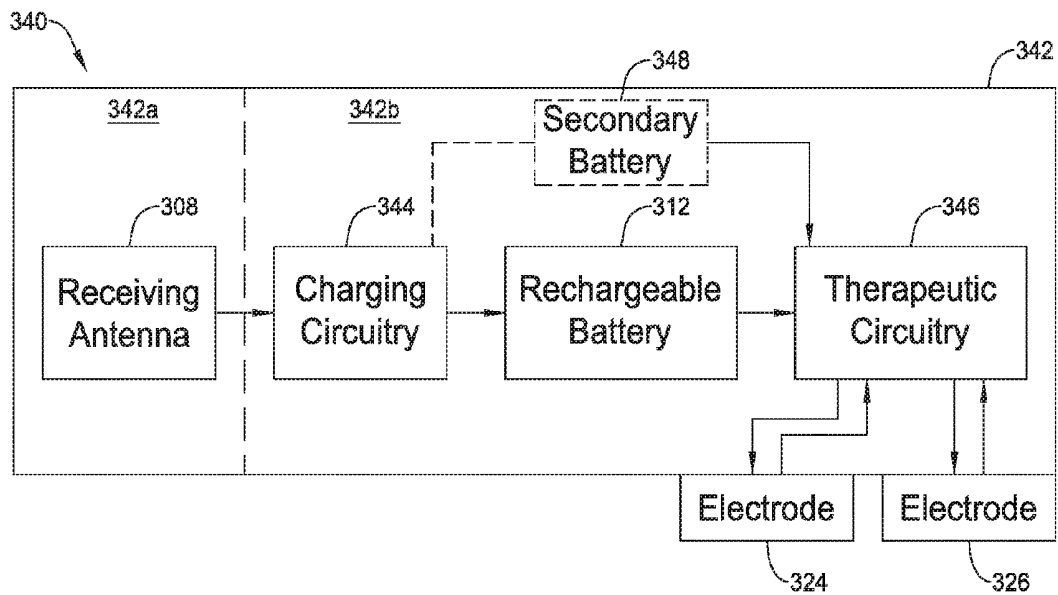 340
342a
342b
348
342
Secondary
Battery
308
344
312
346
Receiving
Antenna
Charging
Circuitry
Rechargeable
Battery
Therapeutic
Circuitry
Electrode
Electrode
324
326